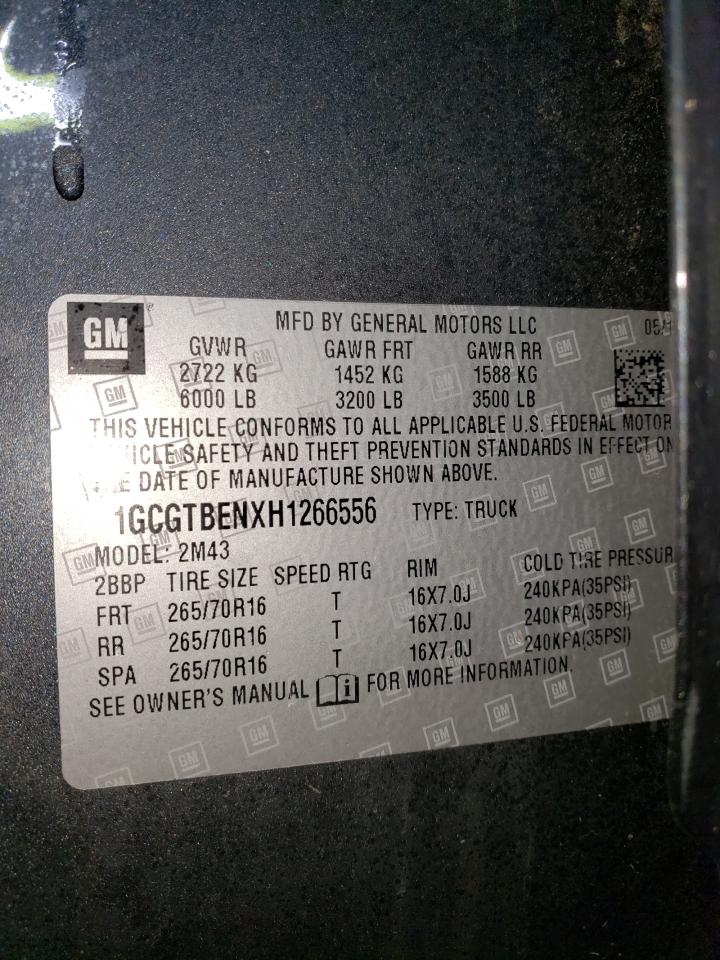 GM
MFD BY GENERAL MOTORS LLC 05/
GVWR GAWR FRT GAWR RR
2722 KG 1452 KG 1588 KG
6000 LB 3200 LB 3500 LB
THIS VEHICLE CONFORMS TO ALL APPLICABLE U.S. FEDERAL MOTOR
SAFETY AND THEFT PREVENTION STANDARDS IN EFFECT ON
DATE OF MANUFACTURE SHOWN ABOVE.
1GCGTBENXH1266556 TYPE: TRUCK
MODEL: 2M43
2BBP TIRE SIZE SPEED RTG RIM COLD TIRE PRESSUR
FRT 265/70R16 T 16X7.0J 240KPA(35PSI)
RR 265/70R16 T 16X7.0J 240KPA(35PSI)
SPA 265/70R16 T 16X7.0J 240KPA(35PSI)
SEE OWNER'S MANUAL i FOR MORE INFORMATION.